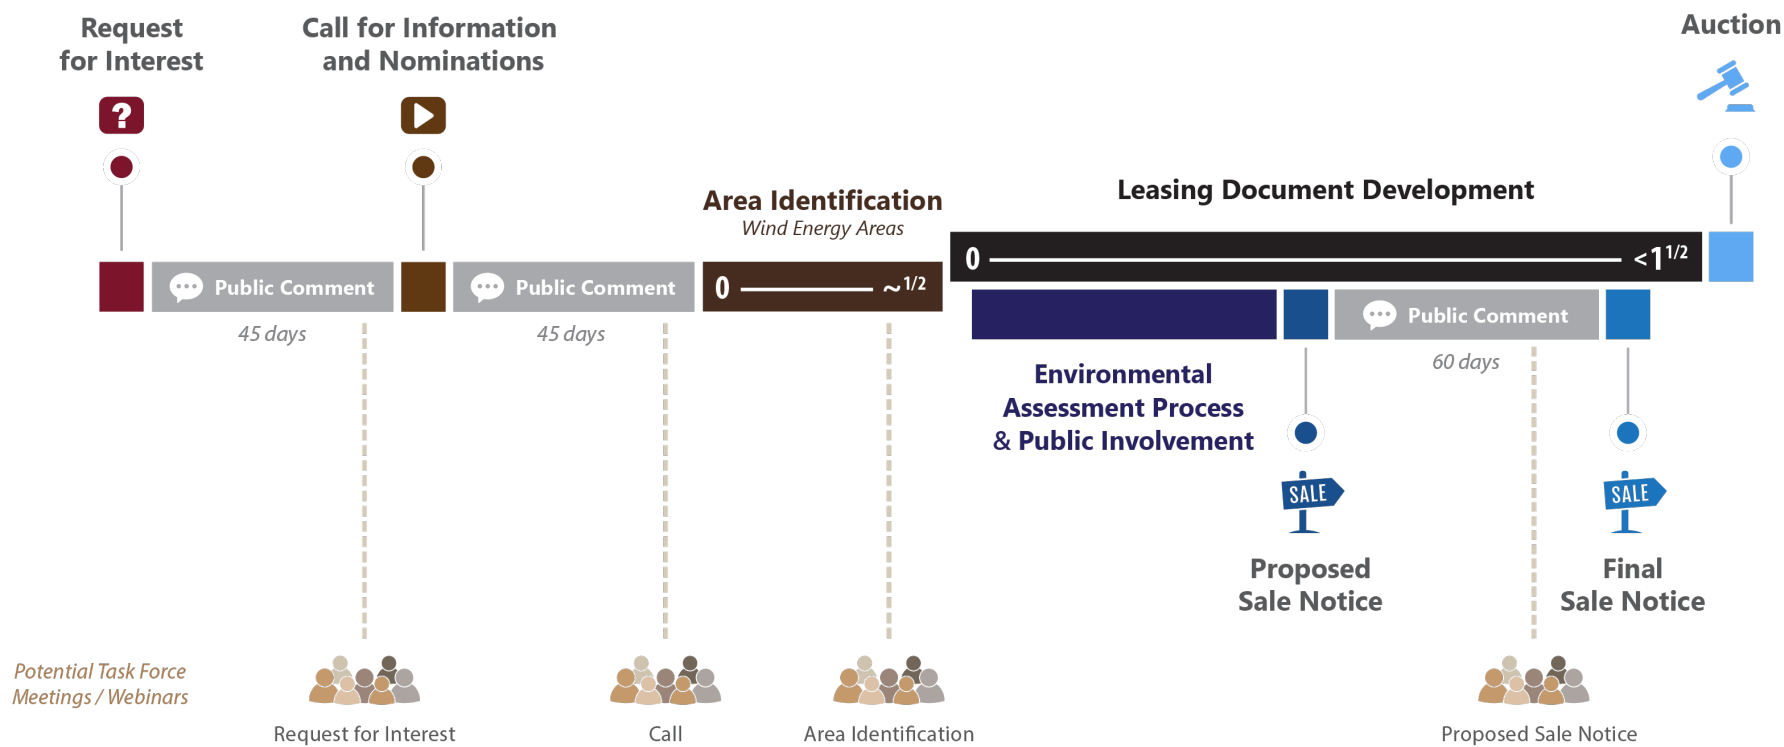 Request
for Interest
Call for Information
and Nominations
Auction
?
Area Identification
Wind Energy Areas
Leasing Document Development
0 <1 1/2
Public Comment
45 days
Public Comment
45 days
0 ~1/2
Public Comment
60 days
Environmental
Assessment Process
& Public Involvement
SALE
Proposed
Sale Notice
SALE
Final
Sale Notice
Potential Task Force
Meetings / Webinars
Request for Interest
Call
Area Identification
Proposed Sale Notice